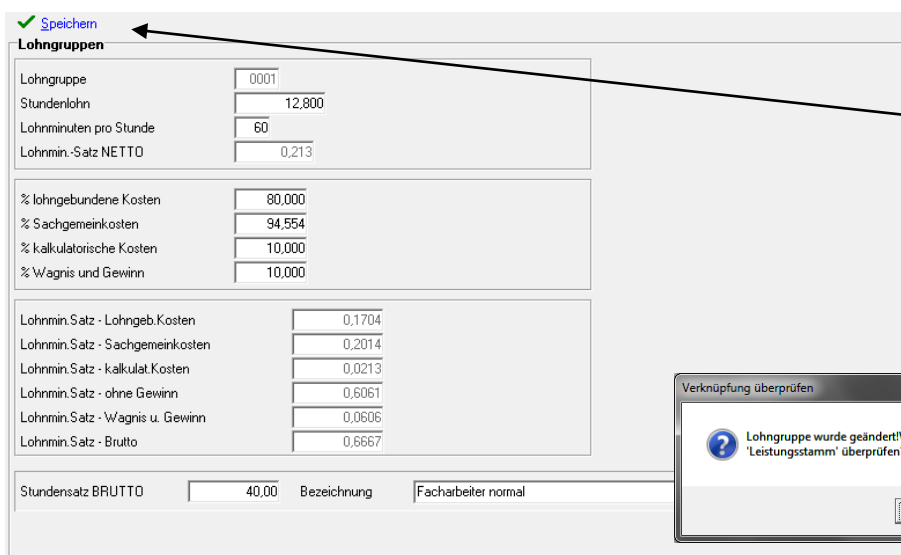 Speichern
Lohngruppen
Lohngruppe 0001
Stundenlohn 12,800
Lohnminuten pro Stunde 60
Lohnmin.-Satz NETTO 0,213
% lohngebundene Kosten 80,000
% Sachgemeinkosten 94,554
% kalkulatorische Kosten 10,000
% Wagnis und Gewinn 10,000
Lohnmin.Satz - Lohngeb.Kosten 0,1704
Lohnmin.Satz - Sachgemeinkosten 0,2014
Lohnmin.Satz - kalkulat.Kosten 0,0213
Lohnmin.Satz - ohne Gewinn 0,6061
Lohnmin.Satz - Wagnis u. Gewinn 0,0606
Lohnmin.Satz - Brutto 0,6667
Verknüpfung überprüfen
Lohngruppe wurde geändert!
'Leistungsstamm' überprüfen
Stundensatz BRUTTO 40,00 Bezeichnung Facharbeiter normal